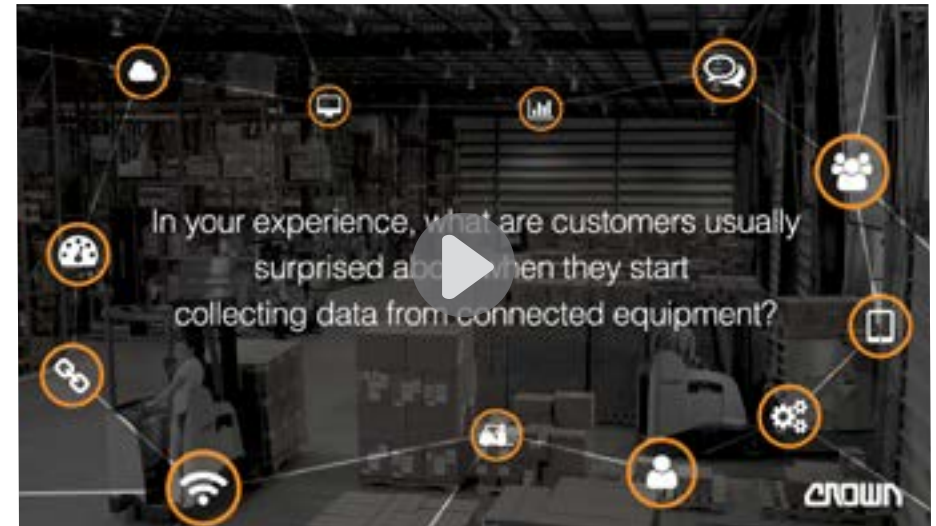 In your experience, what are customers usually
surprised about when they start
collecting data from connected equipment?
CROWN